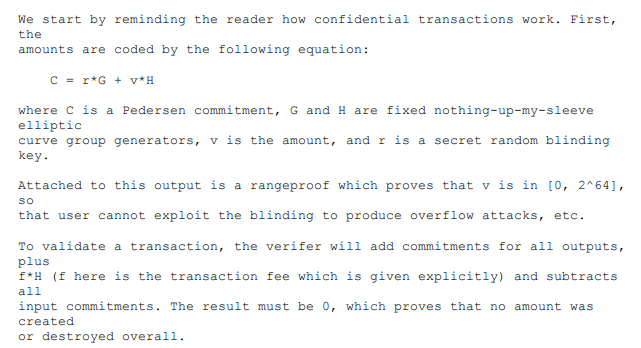 We start by reminding the reader how confidential transactions work. First,
the
amounts are coded by the following equation:
C = r*G + v*H
where C is a Pedersen commitment, G and H are fixed nothing-up-my-sleeve
elliptic
curve group generators, v is the amount, and r is a secret random blinding
key.
Attached to this output is a rangeproof which proves that v is in [0, 2^64],
so
that user cannot exploit the blinding to produce overflow attacks, etc.
To validate a transaction, the verifer will add commitments for all outputs,
plus
f*H (f here is the transaction fee which is given explicitly) and subtracts
all
input commitments. The result must be 0, which proves that no amount was
created
or destroyed overall.